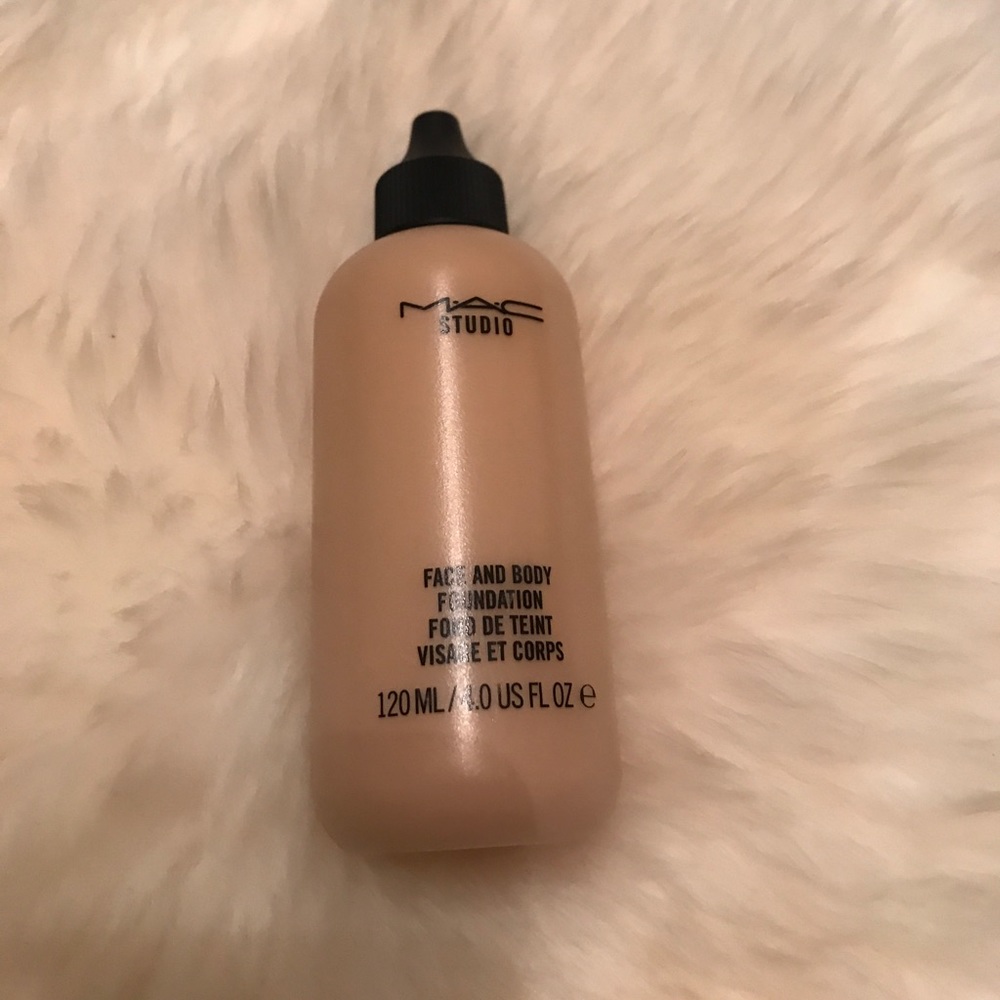 MAC
STUDIO
FACE AND BODY
FOUNDATION
FOND DE TEINT
VISAGE ET CORPS
120 ML / 4.0 US FL OZ e